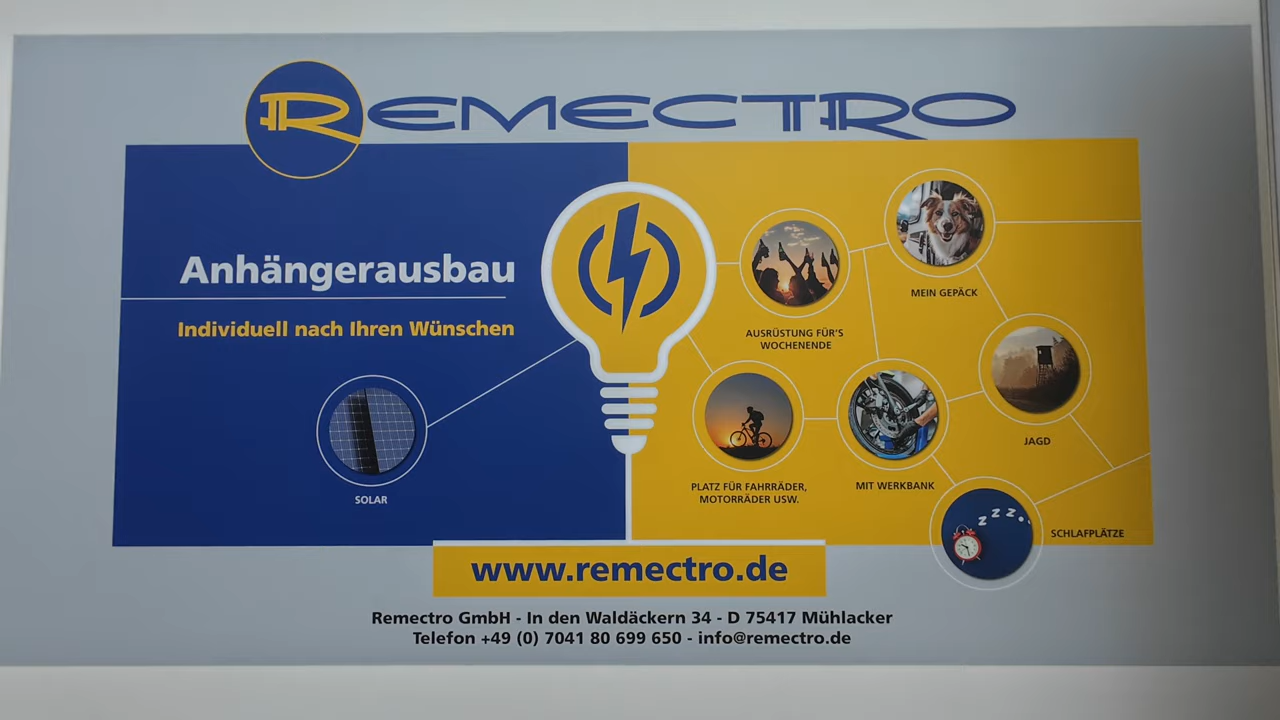 REMECTRO
Anhängerausbau
Individuell nach Ihren Wünschen
SOLAR
AUSRÜSTUNG FÜR'S
WOCHENENDE
MEIN GEPÄCK
PLATZ FÜR FAHRRÄDER,
MOTORRÄDER USW.
MIT WERKBANK
JAGD
zzz
SCHLAFPLÄTZE
www.remectro.de
Remectro GmbH - In den Waldäckern 34 - D 75417 Mühlacker
Telefon +49 (0) 7041 80 699 650 - info@remectro.de